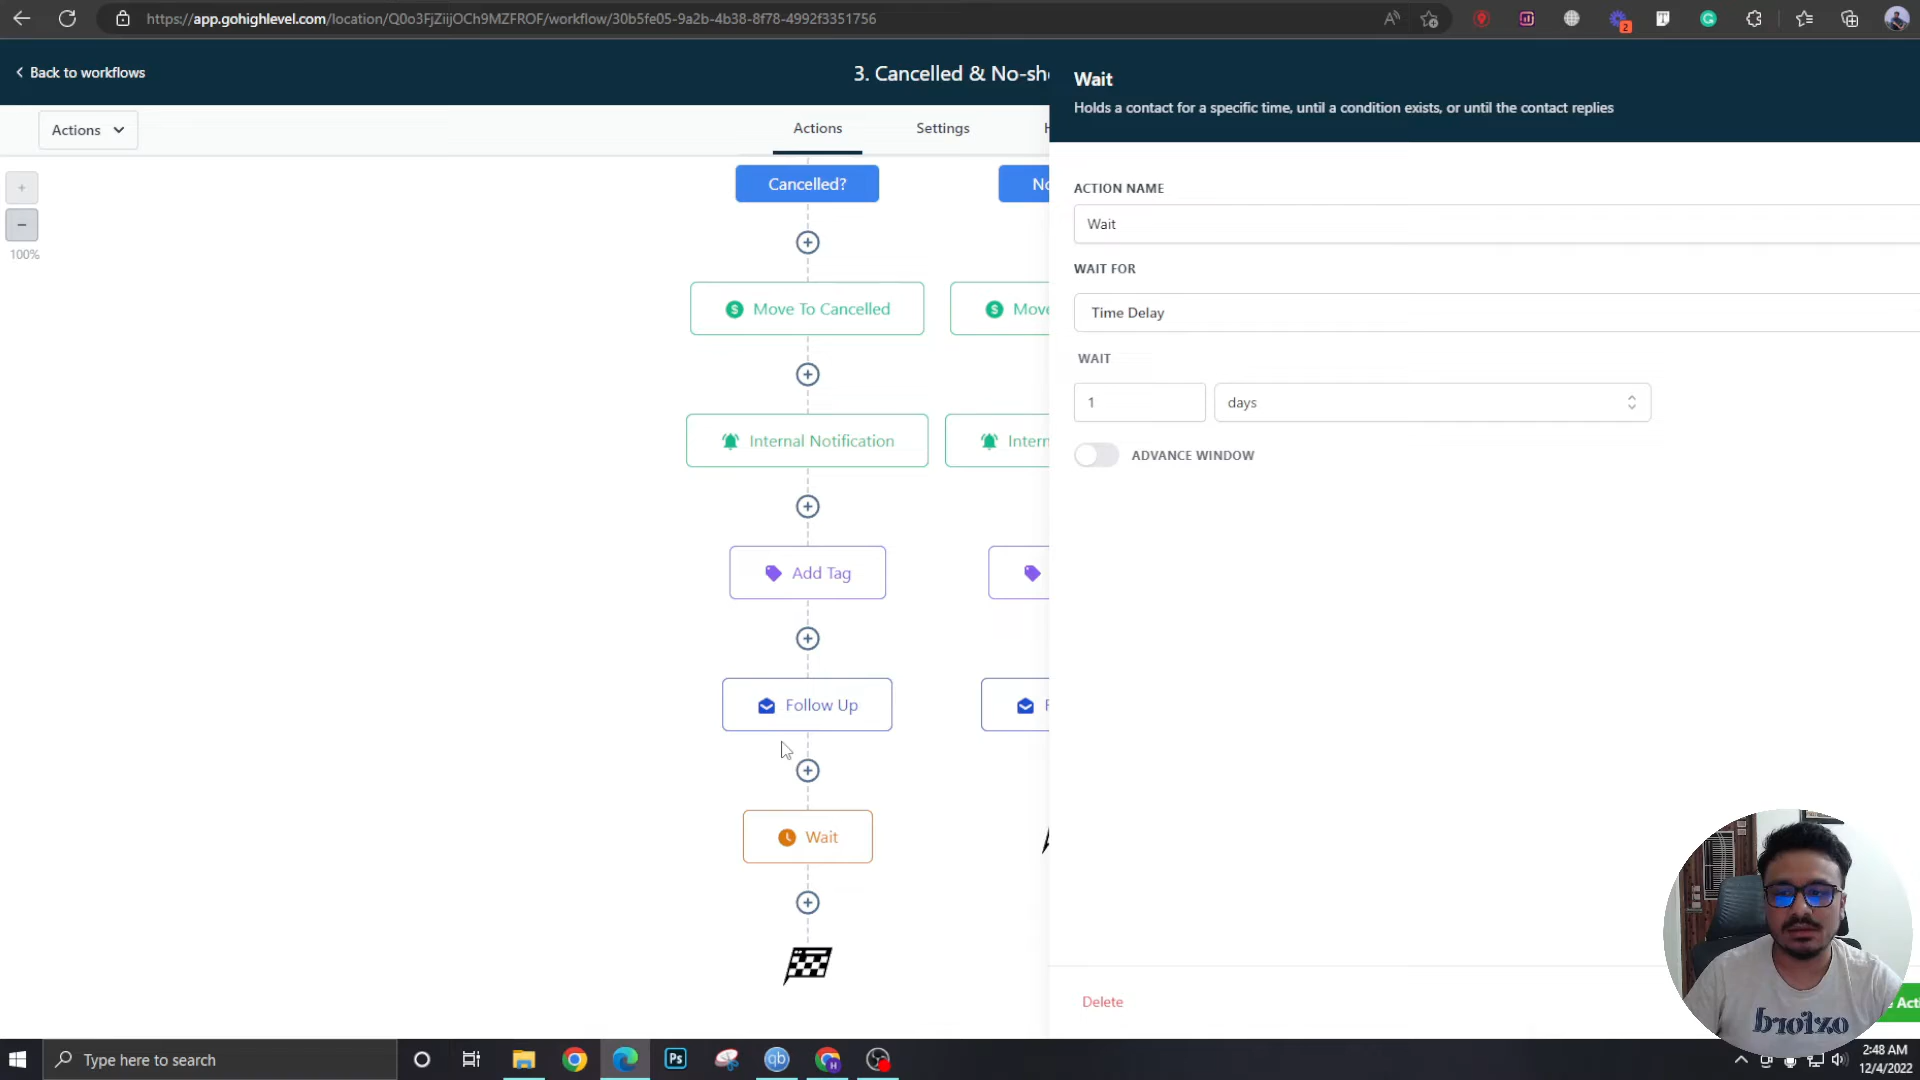 https://app.gohighlevel.com/location/Q0o3FjZiijOCh9MZFROF/workflow/30b5fe05-9a2b-4b38-8f78-4992f3351756
2
Back to workflows
3. Cancelled & No-sh
Wait
Holds a contact for a specific time, until a condition exists, or until the contact replies
Actions
Actions
Settings
100%
Cancelled?
Move To Cancelled
Internal Notification
Add Tag
Follow Up
Wait
ACTION NAME
Wait
WAIT FOR
Time Delay
WAIT
1
days
ADVANCE WINDOW
Delete
Type here to search
Ps
qb
H
2:48 AM
12/4/2022